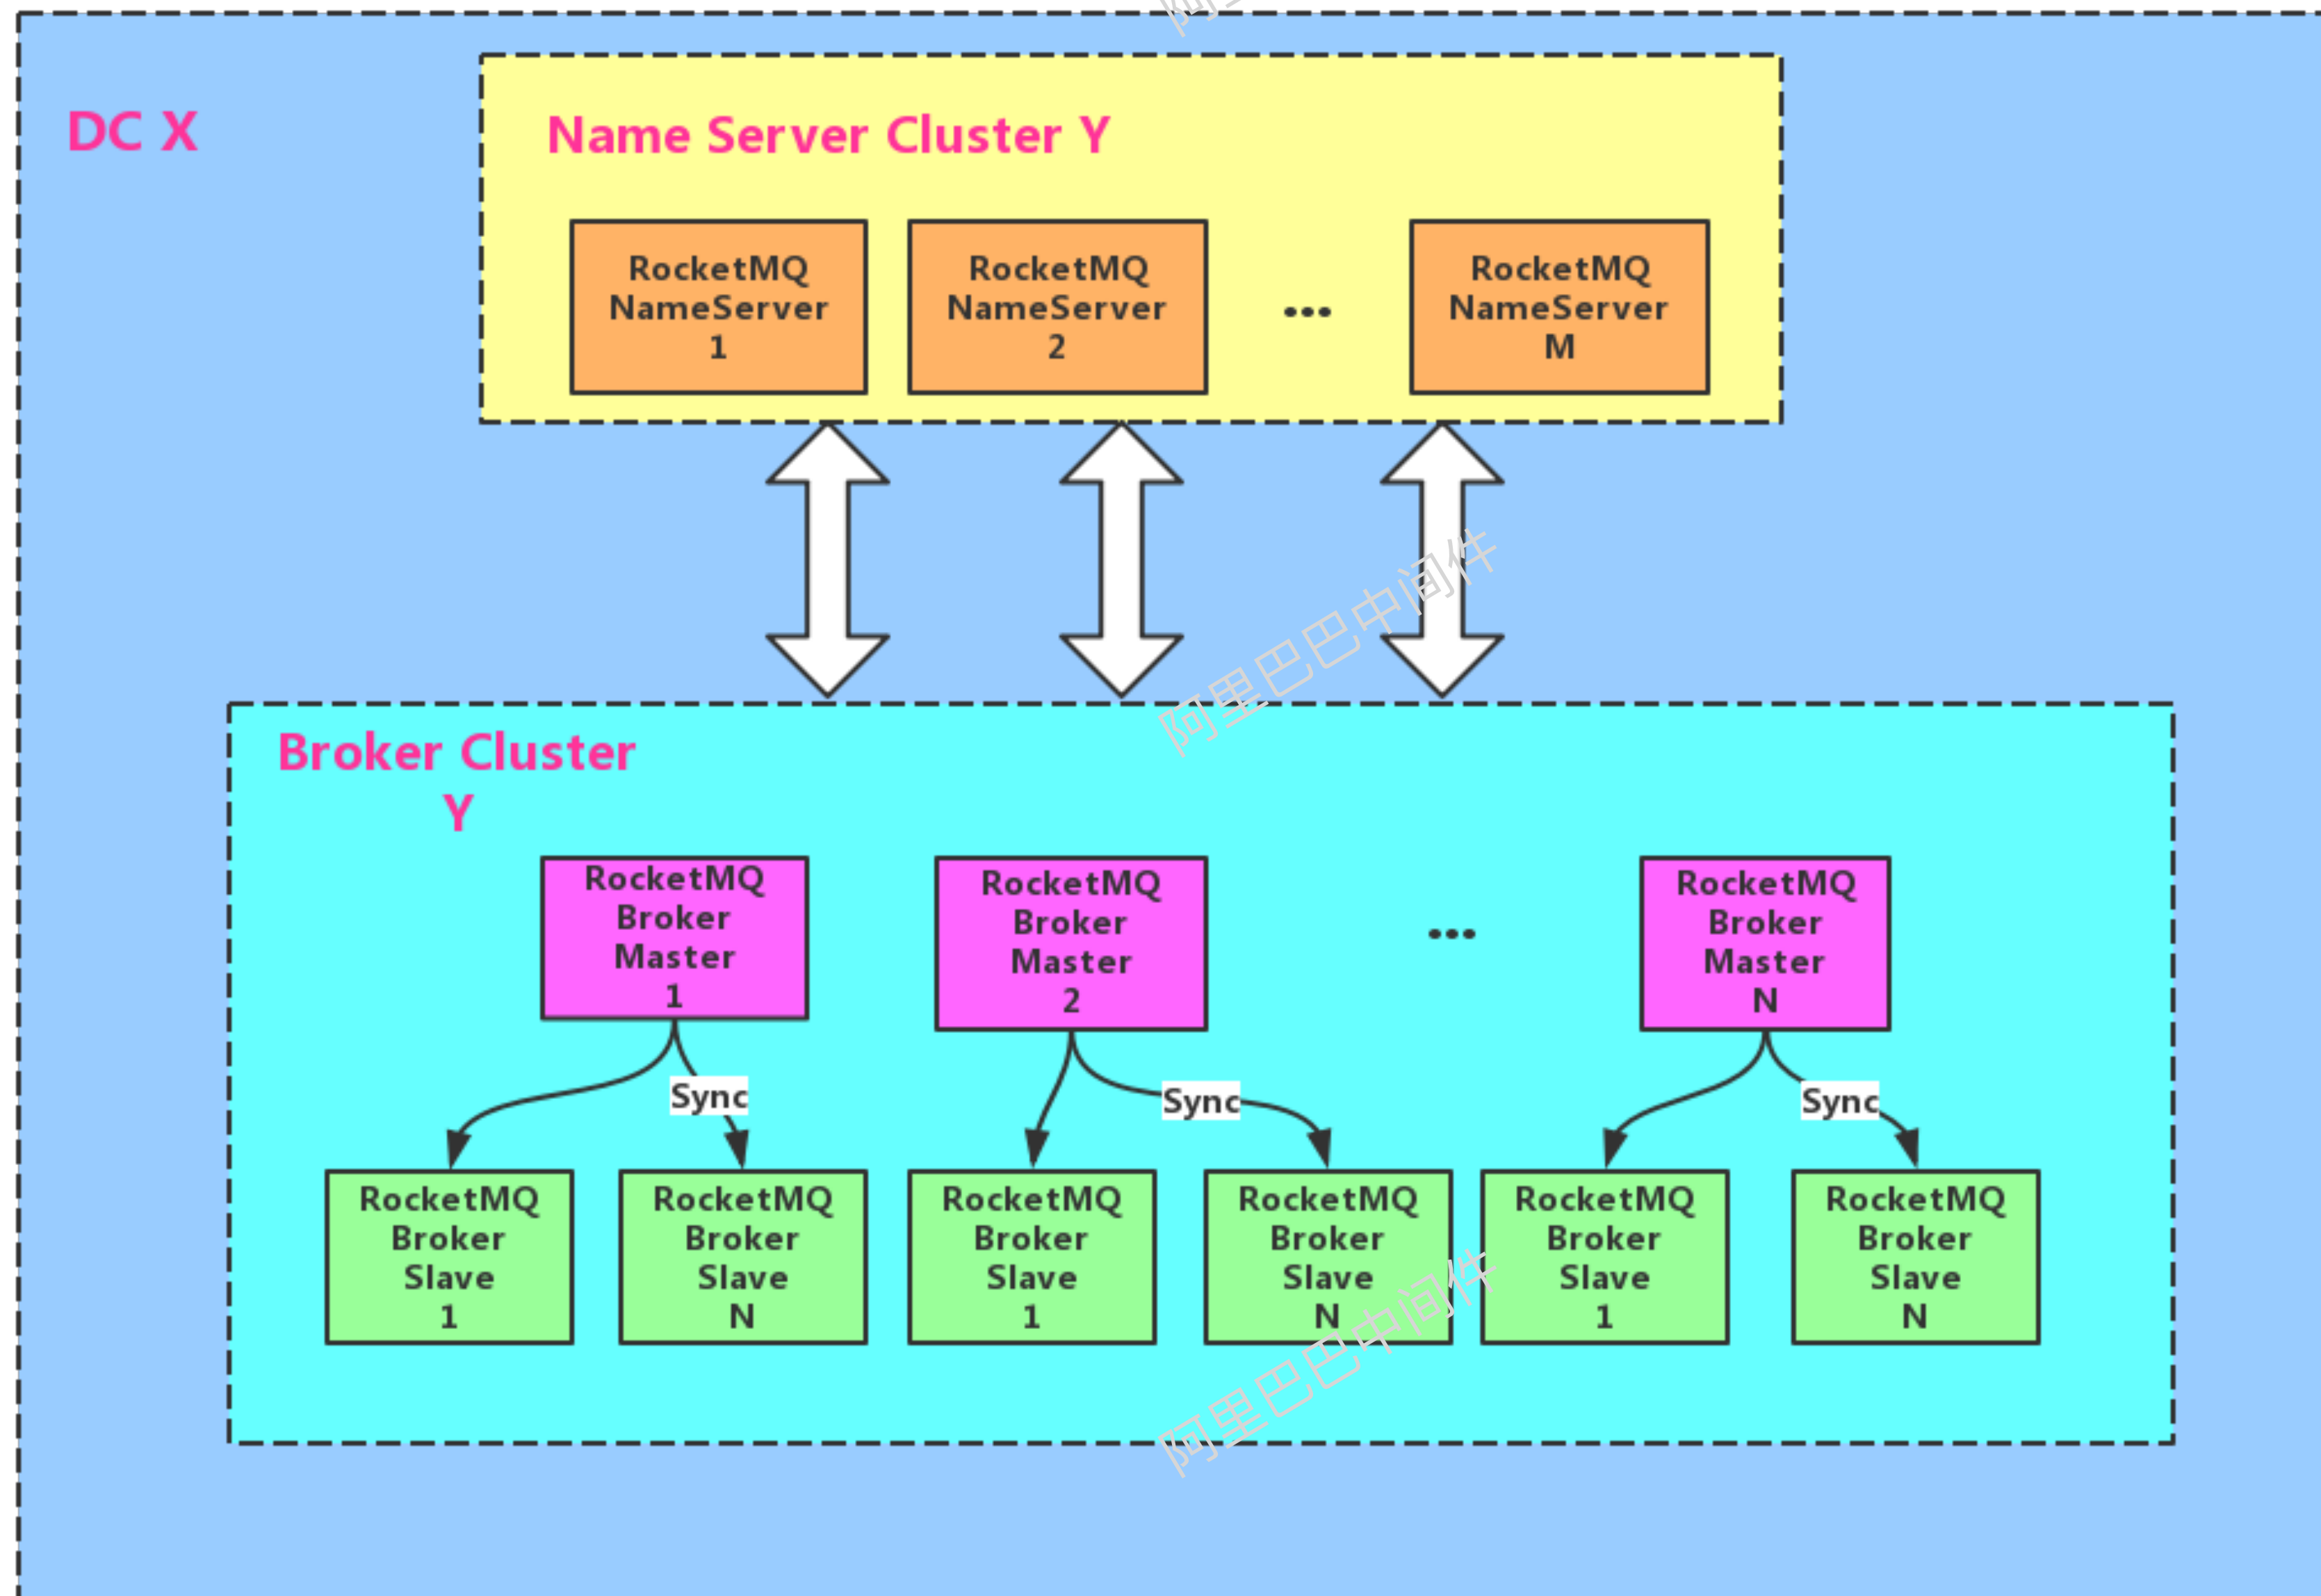 DC X
Name Server Cluster Y
RocketMQ
NameServer
1
RocketMQ
NameServer
2
...
RocketMQ
NameServer
M
阿里巴巴中间件
Broker Cluster
Y
RocketMQ
Broker
Master
1
RocketMQ
Broker
Master
2
...
RocketMQ
Broker
Master
N
Sync
Sync
Sync
RocketMQ
Broker
Slave
1
RocketMQ
Broker
Slave
N
RocketMQ
Broker
Slave
1
RocketMQ
Broker
Slave
N
RocketMQ
Broker
Slave
1
RocketMQ
Broker
Slave
N
阿里巴巴中间件